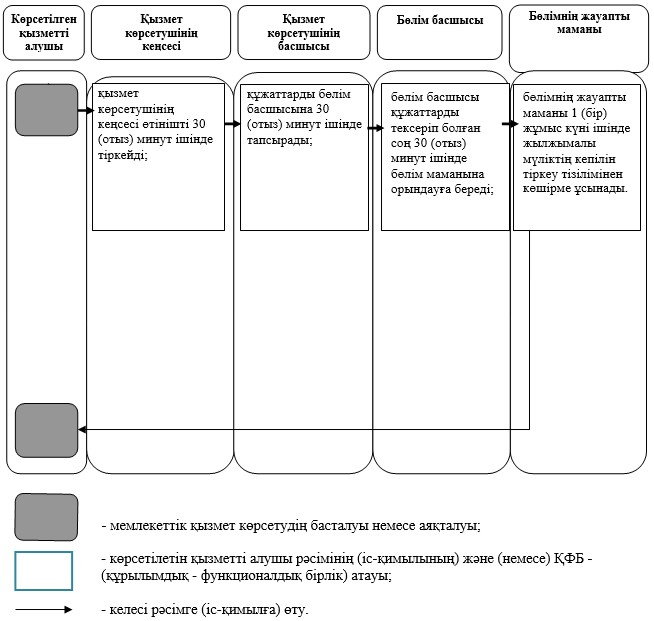 Көрсетілген
қызметті
алушы
Қызмет
көрсетушінің
кеңсесі
Қызмет
көрсетушінің
басшысы
Бөлім басшысы
Бөлімнің жауапты
маманы
қызмет
көрсетушінің
кеңсесі өтінішті 30
(отыз) минут ішінде
тіркейді;
құжаттарды бөлім
басшысына 30
(отыз) минут ішінде
тапсырады;
бөлім басшысы
құжаттарды
тексеріп болған
соң 30 (отыз)
минут ішінде
бөлім маманына
орындауға береді;
бөлімнің жауапты
маманы 1 (бір)
жұмыс күні ішінде
жылжымалы
мүліктің кепілін
тіркеу тізілімінен
көшірме ұсынады.
- мемлекеттік қызмет көрсетудің басталуы немесе аяқталуы;
- көрсетілетін қызметті алушы рәсімінің (іс-қимылының) және (немесе) ҚФБ -
(құрылымдық - функционалдық бірлік) атауы;
- келесі рәсімге (іс-қимылға) өту.